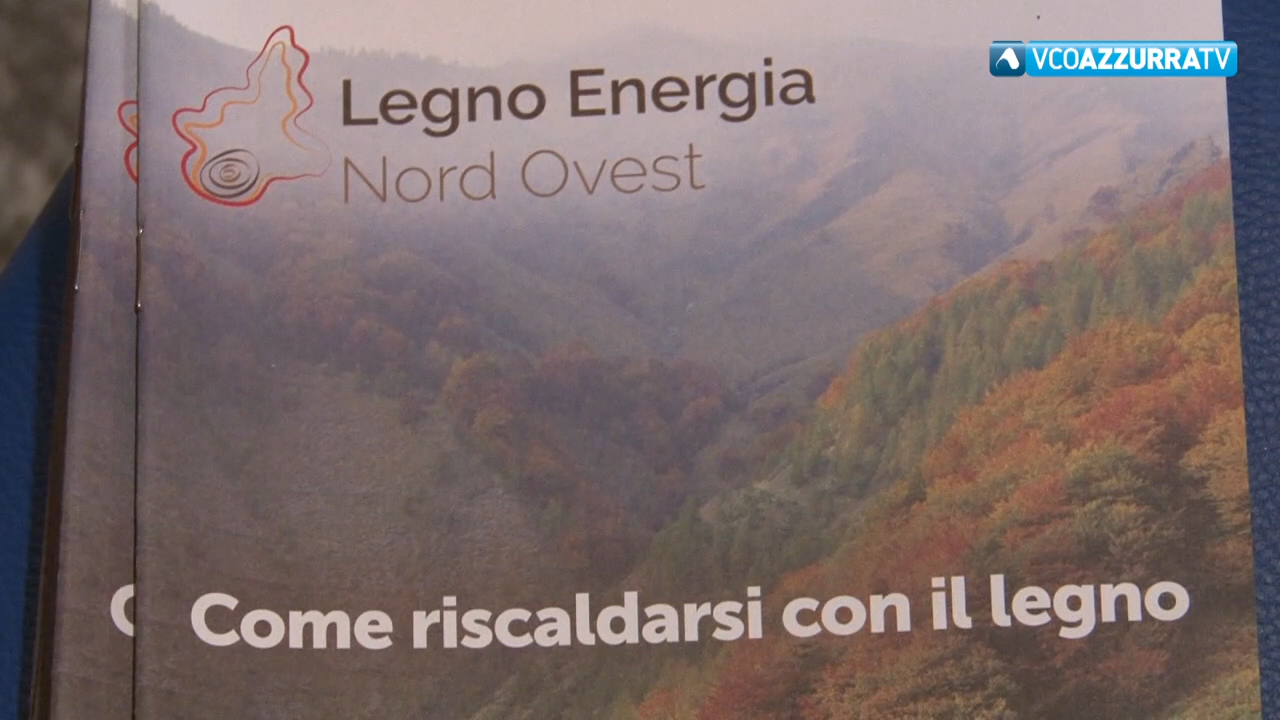 VCOAZZURRATV
Legno Energia
Nord Ovest
C
Come riscaldarsi con il legno